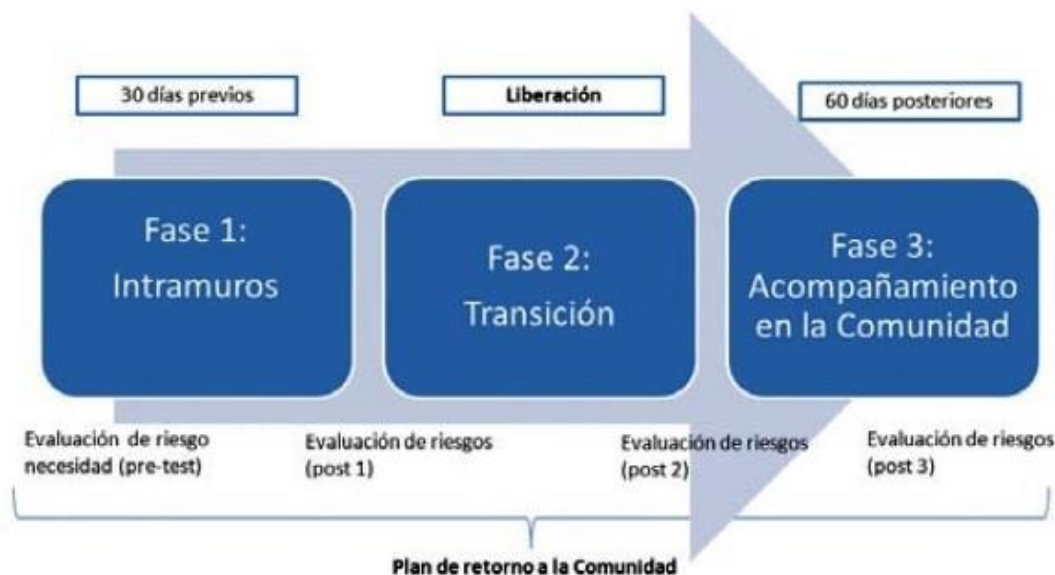 30 días previos
Liberación
60 días posteriores
Fase 1:
Intramuros
Fase 2:
Transición
Fase 3:
Acompañamiento
en la Comunidad
Evaluación de riesgo
necesidad (pre-test)
Evaluación de riesgos
(post 1)
Evaluación de riesgos
(post 2)
Evaluación de riesgos
(post 3)
Plan de retorno a la Comunidad